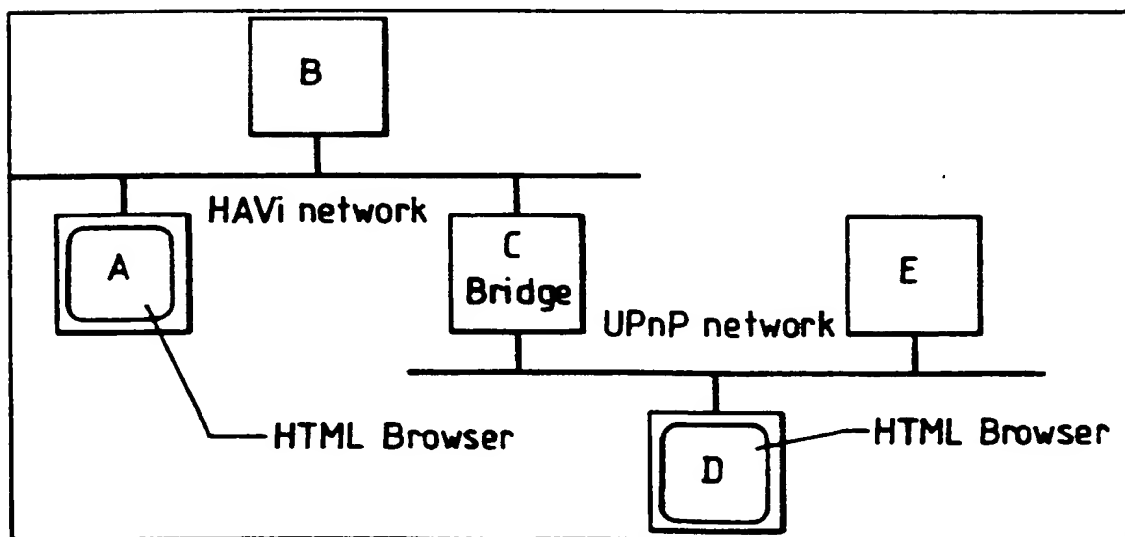 B
HAVi network
A
C
Bridge
E
UPnP network
HTML Browser
HTML Browser
D